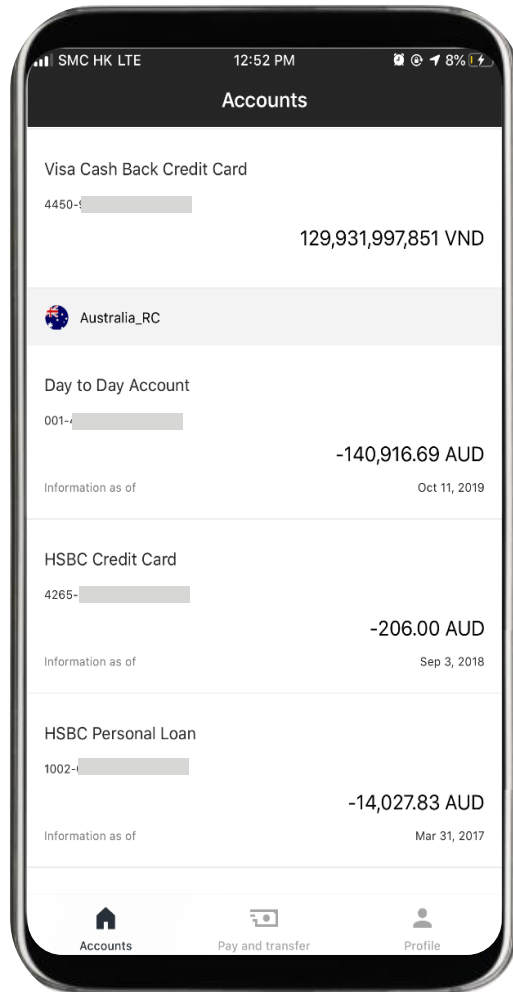 SMC HK LTE 12:52 PM 8%
Accounts
Visa Cash Back Credit Card
4450-
129,931,997,851 VND
Australia_RC
Day to Day Account
001-
-140,916.69 AUD
Information as of Oct 11, 2019
HSBC Credit Card
4265-
-206.00 AUD
Information as of Sep 3, 2018
HSBC Personal Loan
1002-
-14,027.83 AUD
Information as of Mar 31, 2017
Accounts Pay and transfer Profile